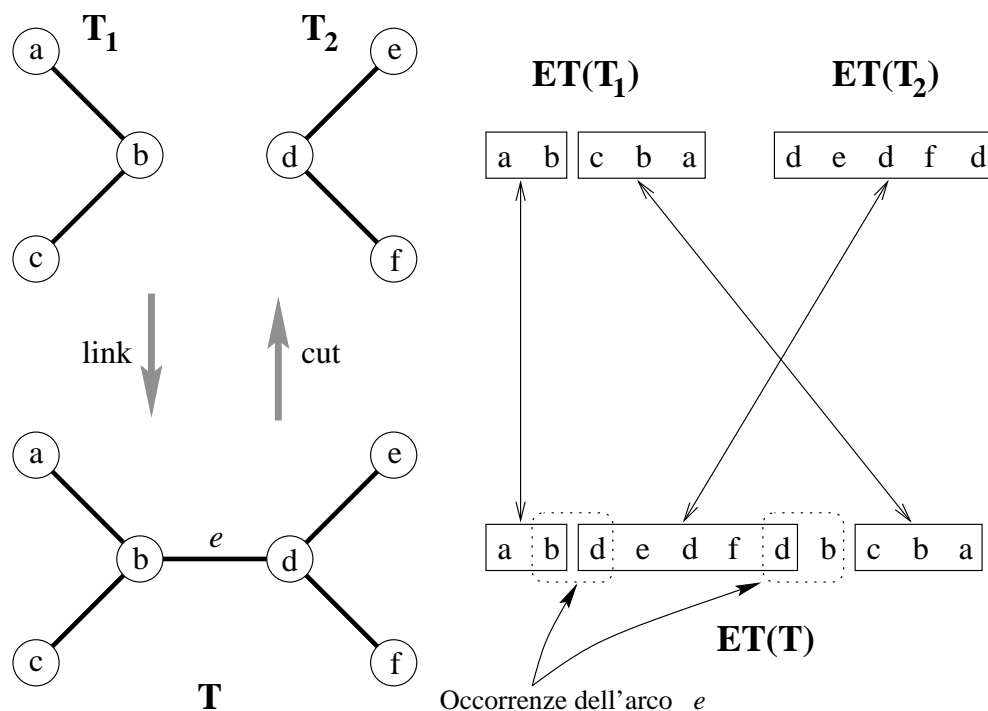 T1
T2
a
e
b
d
c
f
link
cut
a
e
b
e
d
c
f
T
ET(T1)
ET(T2)
a b c b a
d e d f d
a b d e d f d b c b a
ET(T)
Occorrenze dell'arco e